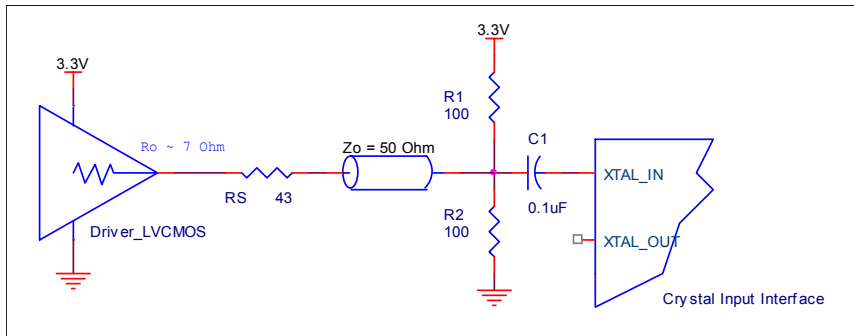 3.3V
3.3V
R1
100
Ro ~ 7 Ohm
Zo = 50 Ohm
C1
XTAL_IN
RS 43
0.1uF
R2
100
Driver_LVCMOS
XTAL_OUT
Crystal Input Interface